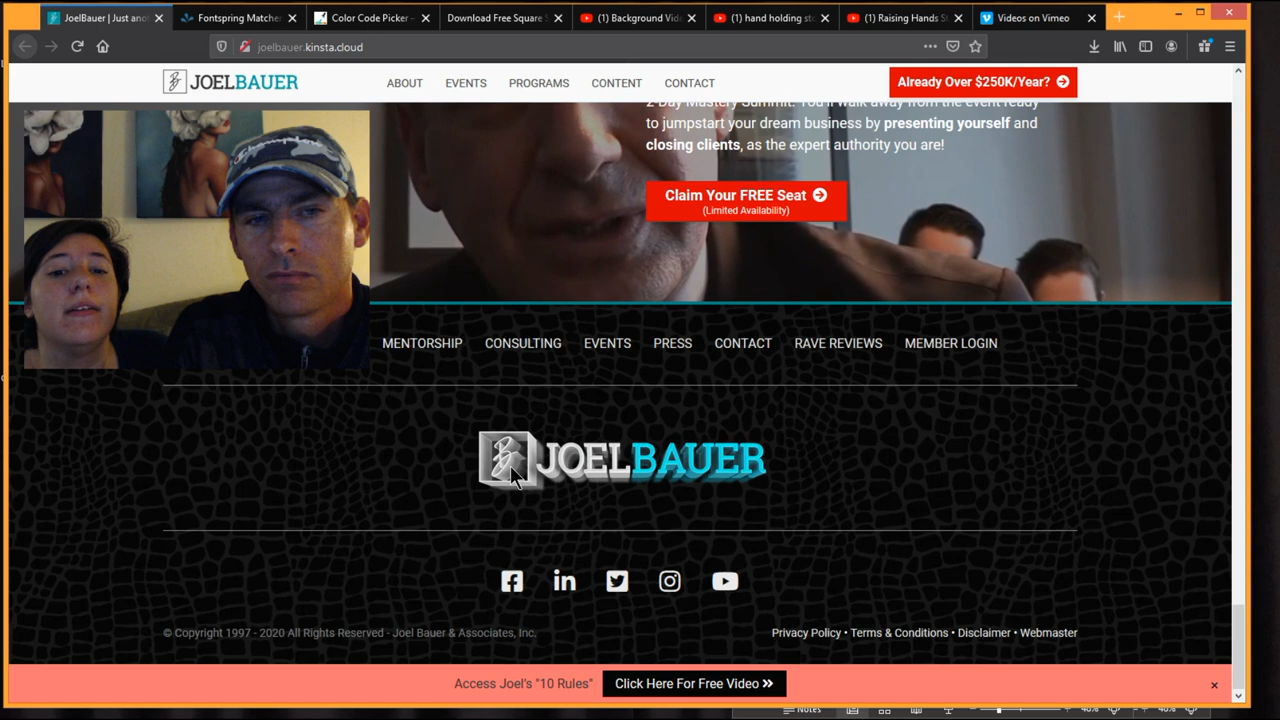 JoelBauer | Just ano
Fontspring Matcher
Color Code Picker -
Download Free Square S
(1) Background Vid
(1) hand holding st
(1) Raising Hands S
Videos on Vimeo
joelbauer.kinsta.cloud
JOELBAUER
ABOUT
EVENTS
PROGRAMS
CONTENT
CONTACT
Already Over $250K/Year?
2-Day Mastery Summit. You'll walk away from the event ready
to jumpstart your dream business by presenting yourself and
closing clients, as the expert authority you are!
Claim Your FREE Seat
(Limited Availability)
Champion
MENTORSHIP
CONSULTING
EVENTS
PRESS
CONTACT
RAVE REVIEWS
MEMBER LOGIN
JOELBAUER
© Copyright 1997 - 2020 All Rights Reserved - Joel Bauer & Associates, Inc.
Privacy Policy • Terms & Conditions • Disclaimer • Webmaster
Access Joel's "10 Rules"
Click Here For Free Video
Notes